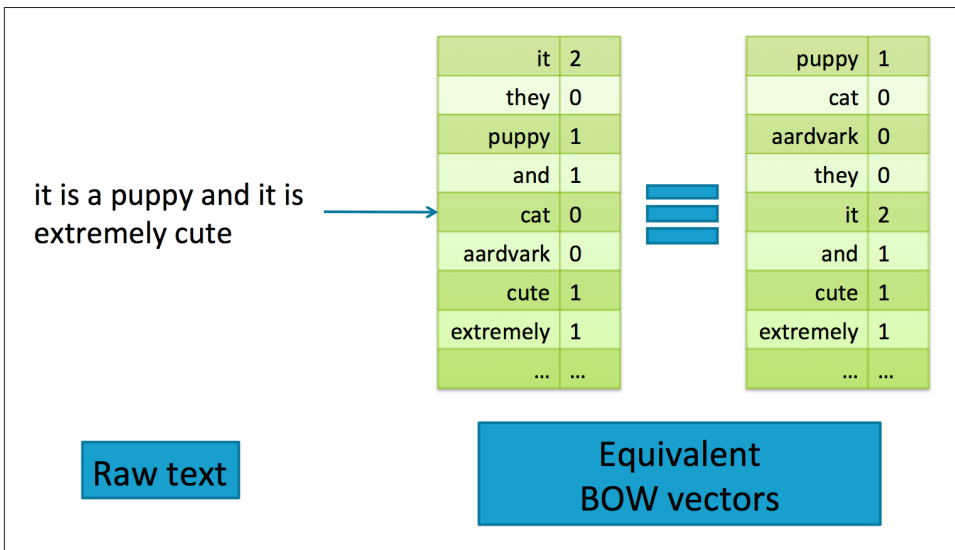 it is a puppy and it is
extremely cute
it 2
they 0
puppy 1
and 1
cat 0
aardvark 0
cute 1
extremely 1
... ...
puppy 1
cat 0
aardvark 0
they 0
it 2
and 1
cute 1
extremely 1
... ...
Raw text
Equivalent
BOW vectors